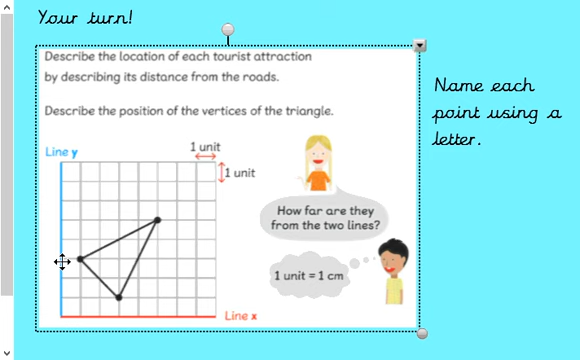 Your turn!
Describe the location of each tourist attraction
by describing its distance from the roads.
Describe the position of the vertices of the triangle.
Name each
point using a
letter.
Line y
1 unit
1 unit
How far are they
from the two lines?
1 unit = 1 cm
Line x